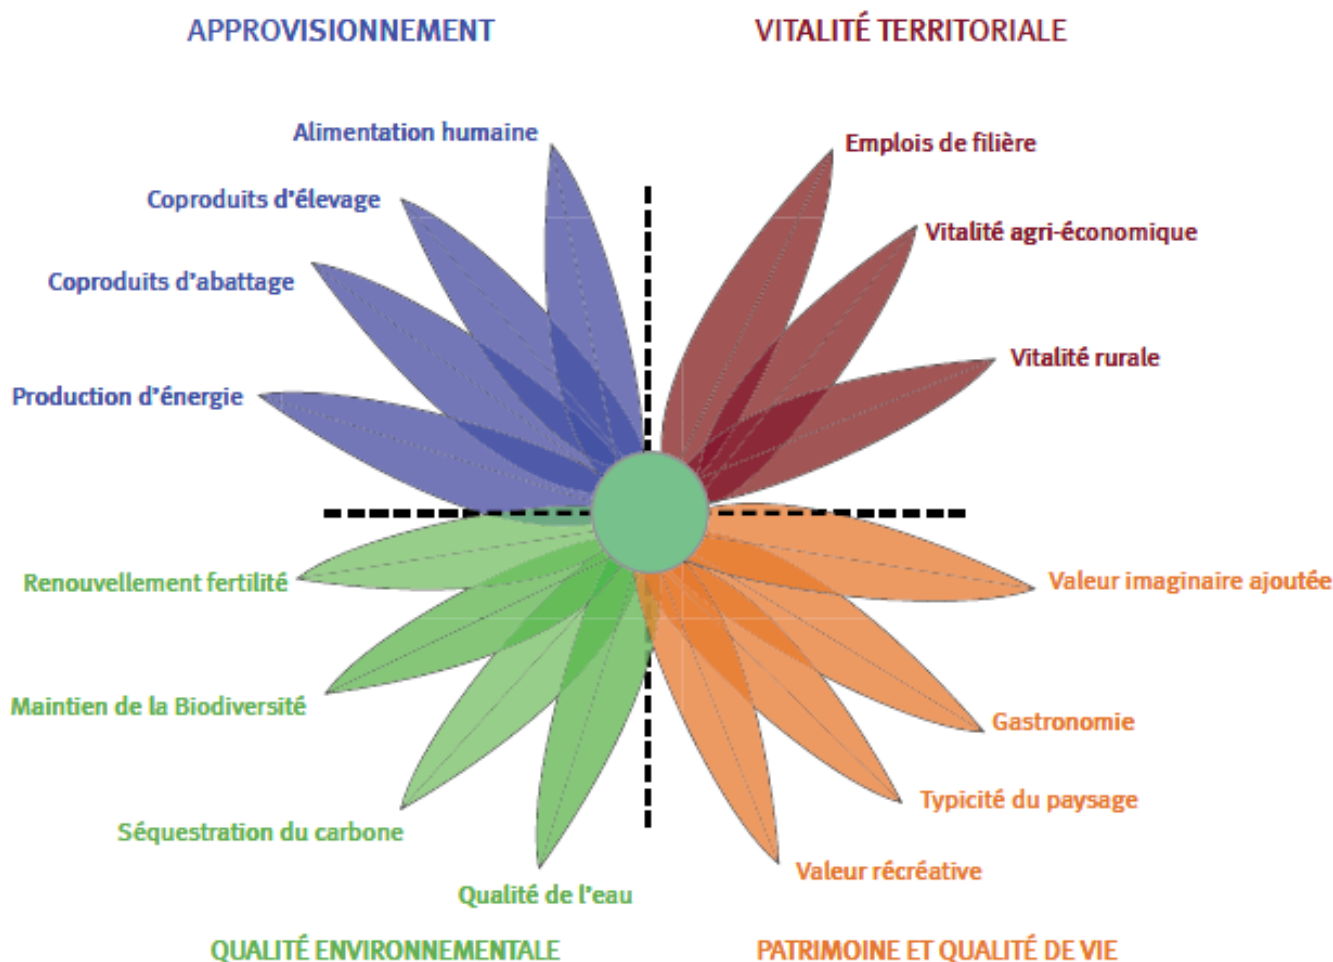 APPROVISIONNEMENT
VITALITÉ TERRITORIALE
Alimentation humaine
Coproduits d'élevage
Coproduits d'abattage
Production d'énergie
Emplois de filière
Vitalité agri-économique
Vitalité rurale
Renouvellement fertilité
Maintien de la Biodiversité
Séquestration du carbone
Qualité de l'eau
Valeur imaginaire ajoutée
Gastronomie
Typicité du paysage
Valeur récréative
QUALITÉ ENVIRONNEMENTALE
PATRIMOINE ET QUALITÉ DE VIE